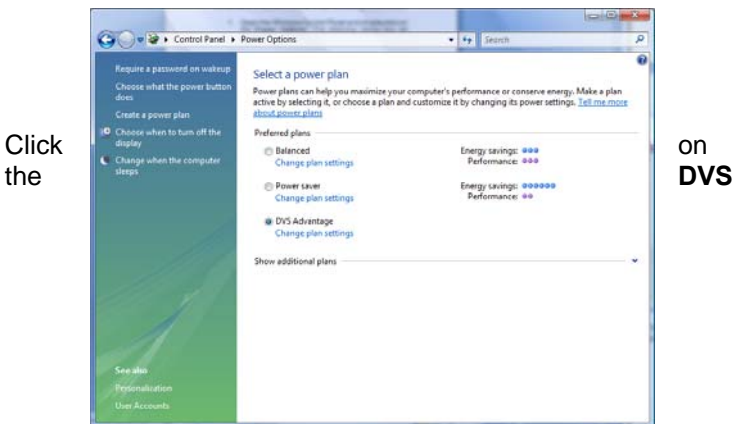 Control Panel Power Options
Search
Require a password on wakeup
Choose what the power button
does
Create a power plan
Choose when to turn off the
display
Change when the computer
sleeps
Select a power plan
Power plans can help you maximize your computer's performance or conserve energy. Make a plan
active by selecting it, or choose a plan and customize it by changing its power settings. Tell me more
about power plans
Preferred plans
Balanced Energy savings:
Change plan settings Performance:
Power saver Energy savings:
Change plan settings Performance:
DVS Advantage
Change plan settings
Show additional plans
See also
Personalization
User Accounts
Click on
the DVS